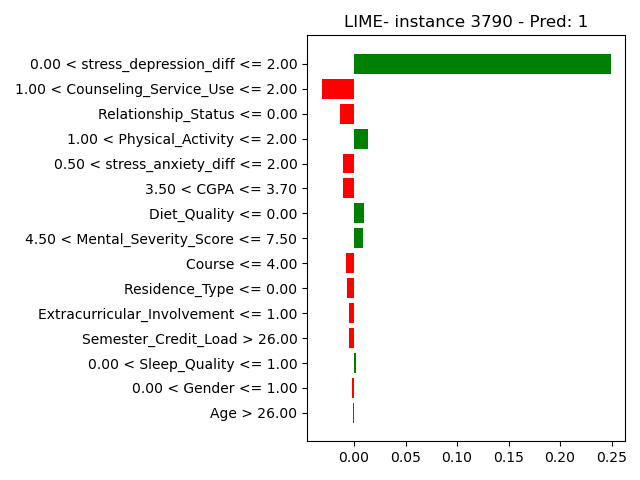 LIME- instance 3790 - Pred: 1
0.00 < stress_depression_diff <= 2.00
1.00 < Counseling_Service_Use <= 2.00
Relationship_Status <= 0.00
1.00 < Physical_Activity <= 2.00
0.50 < stress_anxiety_diff <= 2.00
3.50 < CGPA <= 3.70
Diet_Quality <= 0.00
4.50 < Mental_Severity_Score <= 7.50
Course <= 4.00
Residence_Type <= 0.00
Extracurricular_Involvement <= 1.00
Semester_Credit_Load > 26.00
0.00 < Sleep_Quality <= 1.00
0.00 < Gender <= 1.00
Age > 26.00
0.00 0.05 0.10 0.15 0.20 0.25